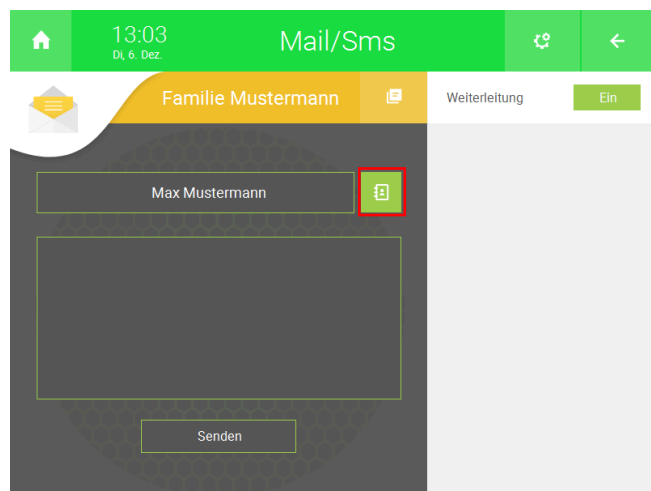 13:03
Di, 6. Dez.
Mail/Sms
Familie Mustermann
Weiterleitung
Ein
Max Mustermann
Senden